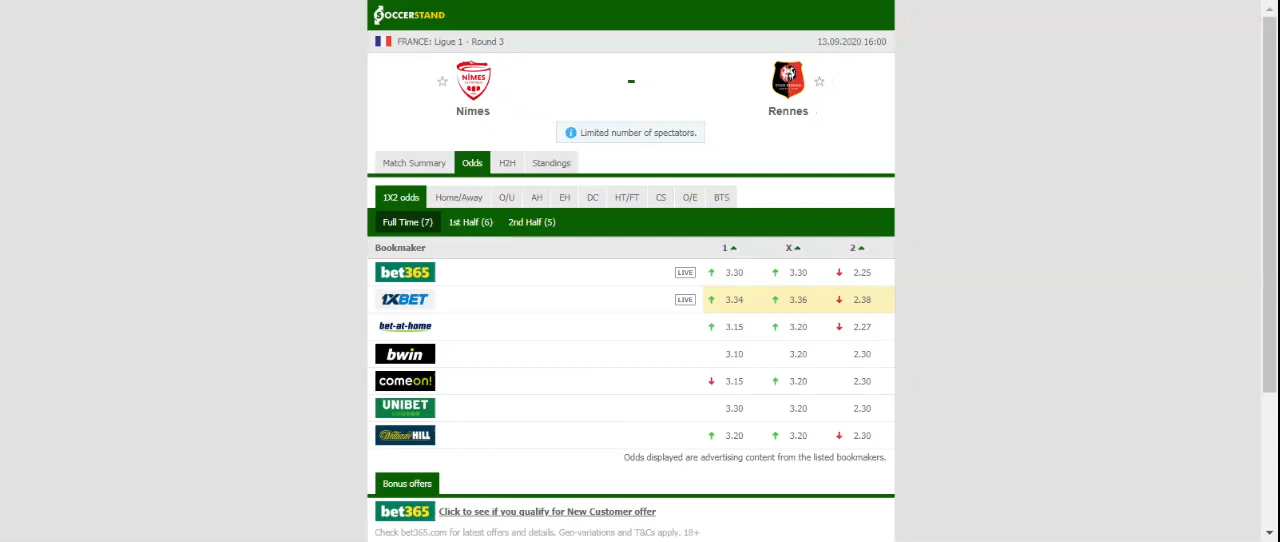 SOCCERSTAND
FRANCE: Ligue 1 - Round 3 13.09.2020 16:00
NÎMES
Nimes - Rennes
Limited number of spectators.
Match Summary Odds H2H Standings
1X2 odds Home/Away O/U AH EH DC HT/FT CS O/E BTS
Full Time (7) 1st Half (6) 2nd Half (5)
Bookmaker 1 X 2
bet365 LIVE 3.30 3.30 2.25
1XBET LIVE 3.34 3.36 2.38
bet-at-home 3.15 3.20 2.27
bwin 3.10 3.20 2.30
comeon! 3.15 3.20 2.30
UNIBET 3.30 3.20 2.30
William HILL 3.20 3.20 2.30
Odds displayed are advertising content from the listed bookmakers.
Bonus offers
bet365 Click to see if you qualify for New Customer offer
Check bet365.com for latest offers and details. Geo-variations and T&Cs apply. 18+